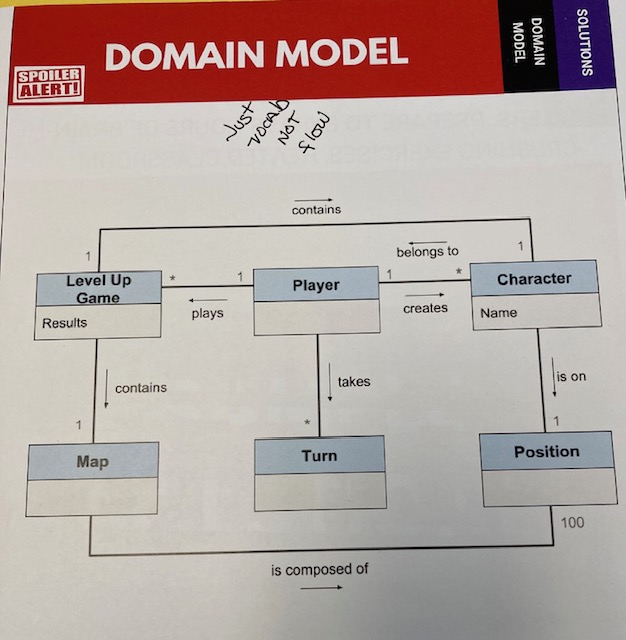 DOMAIN MODEL
SPOILER
ALERT!
DOMAIN
MODEL
SOLUTIONS
Just
vocab
NOT
flow
contains
1
1
belongs to
Level Up
Game
Results
*
1
plays
Player
1
*
creates
Character
Name
contains
takes
is on
1
*
1
Map
Turn
Position
100
is composed of